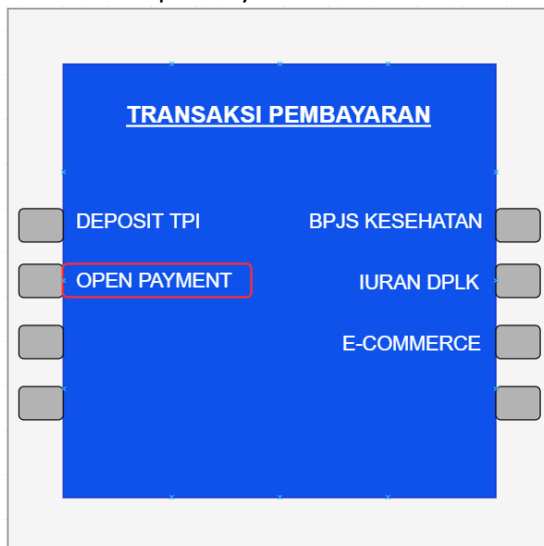 TRANSAKSI PEMBAYARAN
DEPOSIT TPI
BPJS KESEHATAN
OPEN PAYMENT
IURAN DPLK
E-COMMERCE